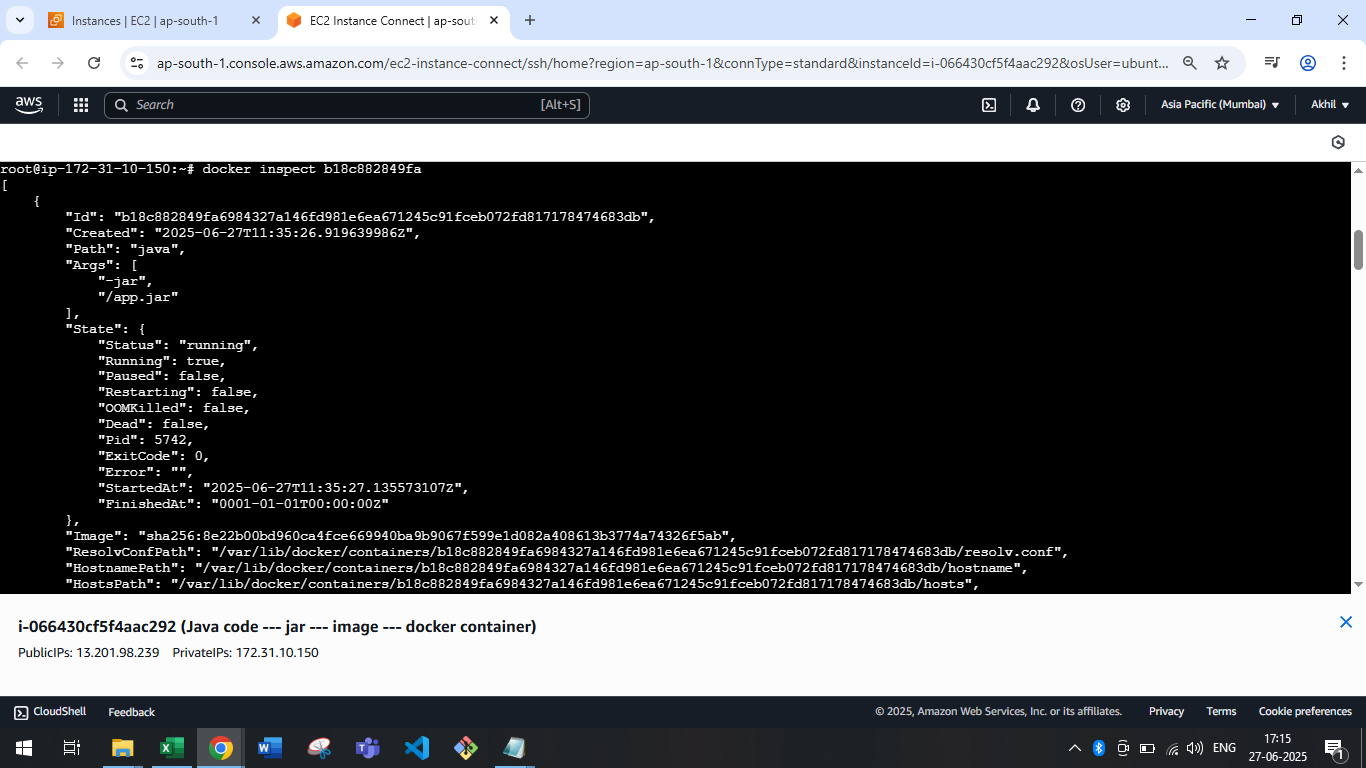 Instances | EC2 | ap-south-1
EC2 Instance Connect | ap-sout
ap-south-1.console.aws.amazon.com/ec2-instance-connect/ssh/home?region=ap-south-1&connType=standard&instanceId=i-066430cf5f4aac292&osUser=ubunt...
aws
Search
[Alt+S]
Asia Pacific (Mumbai)
Akhil
root@ip-172-31-10-150:~# docker inspect b18c882849fa
[
    {
        "Id": "b18c882849fa6984327a146fd981e6ea671245c91fceb072fd817178474683db",
        "Created": "2025-06-27T11:35:26.919639986Z",
        "Path": "java",
        "Args": [
            "-jar",
            "/app.jar"
        ],
        "State": {
            "Status": "running",
            "Running": true,
            "Paused": false,
            "Restarting": false,
            "OOMKilled": false,
            "Dead": false,
            "Pid": 5742,
            "ExitCode": 0,
            "Error": "",
            "StartedAt": "2025-06-27T11:35:27.135573107Z",
            "FinishedAt": "0001-01-01T00:00:00Z"
        },
        "Image": "sha256:8e22b00bd960ca4fce669940ba9b9067f599e1d082a408613b3774a74326f5ab",
        "ResolvConfPath": "/var/lib/docker/containers/b18c882849fa6984327a146fd981e6ea671245c91fceb072fd817178474683db/resolv.conf",
        "HostnamePath": "/var/lib/docker/containers/b18c882849fa6984327a146fd981e6ea671245c91fceb072fd817178474683db/hostname",
        "HostsPath": "/var/lib/docker/containers/b18c882849fa6984327a146fd981e6ea671245c91fceb072fd817178474683db/hosts",
i-066430cf5f4aac292 (Java code --- jar --- image --- docker container)
PublicIPs: 13.201.98.239 PrivateIPs: 172.31.10.150
CloudShell
Feedback
© 2025, Amazon Web Services, Inc. or its affiliates.
Privacy
Terms
Cookie preferences
ENG
17:15
27-06-2025
1